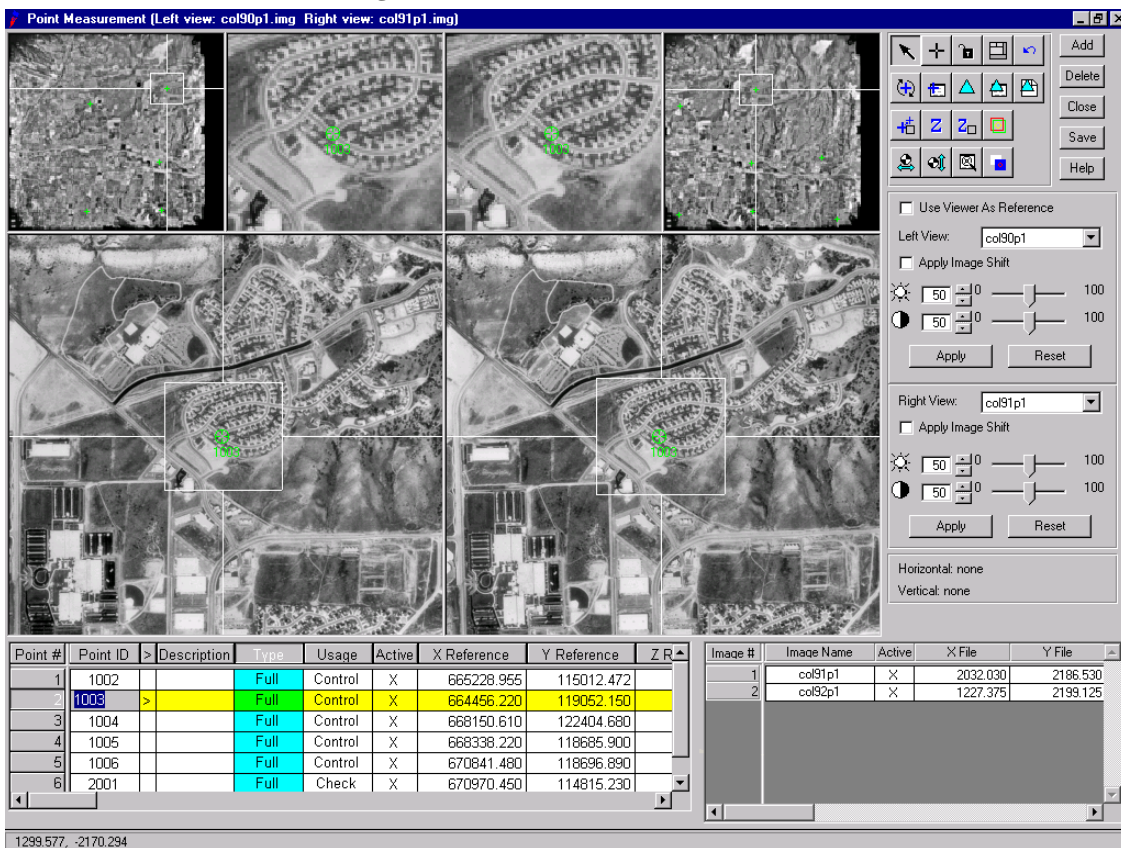 Point Measurement (Left view: col90p1.img Right view: col91p1.img)
Add
Delete
Close
Save
Help
Z Z
1003
1003
Use Viewer As Reference
Left View: col90p1
Apply Image Shift
50 0 100
50 0 100
Apply Reset
Right View: col91p1
Apply Image Shift
50 0 100
50 0 100
Apply Reset
Horizontal: none
Vertical: none
Point # Point ID > Description Type Usage Active X Reference Y Reference Z R
1 1002 Full Control X 665228.955 115012.472
2 1003 > Full Control X 664456.220 119052.150
3 1004 Full Control X 668150.610 122404.680
4 1005 Full Control X 668338.220 118685.900
5 1006 Full Control X 670841.480 118696.890
6 2001 Full Check X 670970.450 114815.230
Image # Image Name Active X File Y File
1 col91p1 X 2032.030 2186.530
2 col92p1 X 1227.375 2199.125
1299.577, -2170.294